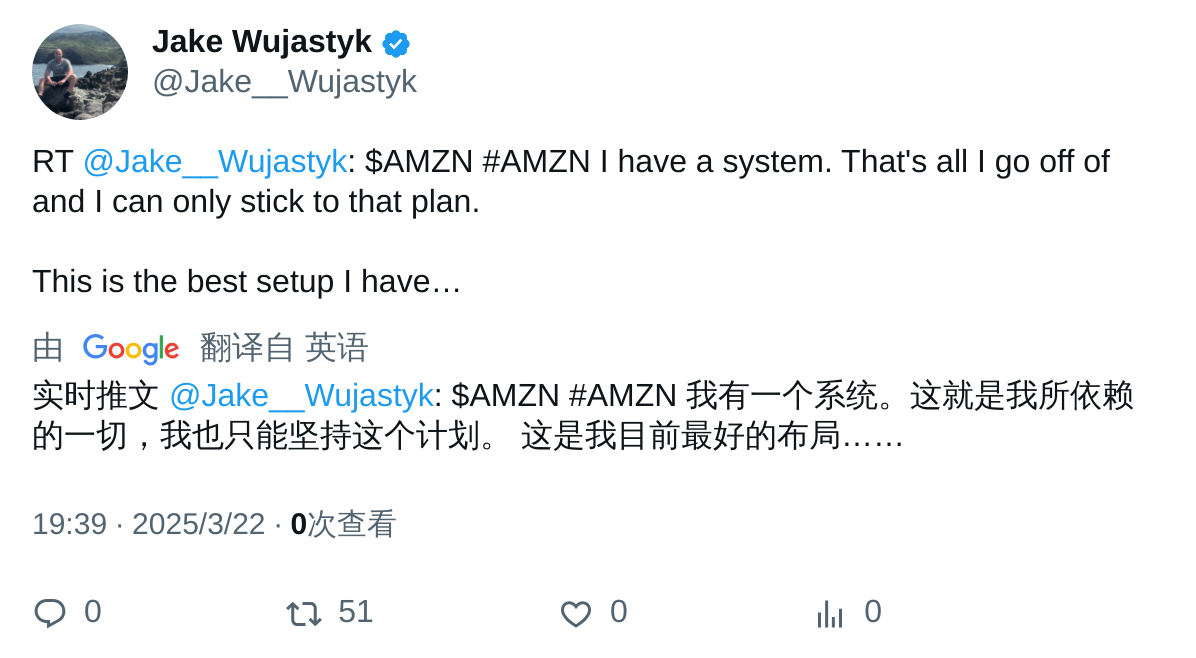 Jake Wujastyk
@Jake__Wujastyk
RT @Jake__Wujastyk: $AMZN #AMZN I have a system. That's all I go off of
and I can only stick to that plan.
This is the best setup I have…
由 Google 翻译自 英语
实时推文 @Jake__Wujastyk: $AMZN #AMZN 我有一个系统。这就是我所依赖
的一切，我也只能坚持这个计划。 这是我目前最好的布局……
19:39 · 2025/3/22 · 0次查看
0 51 0 0